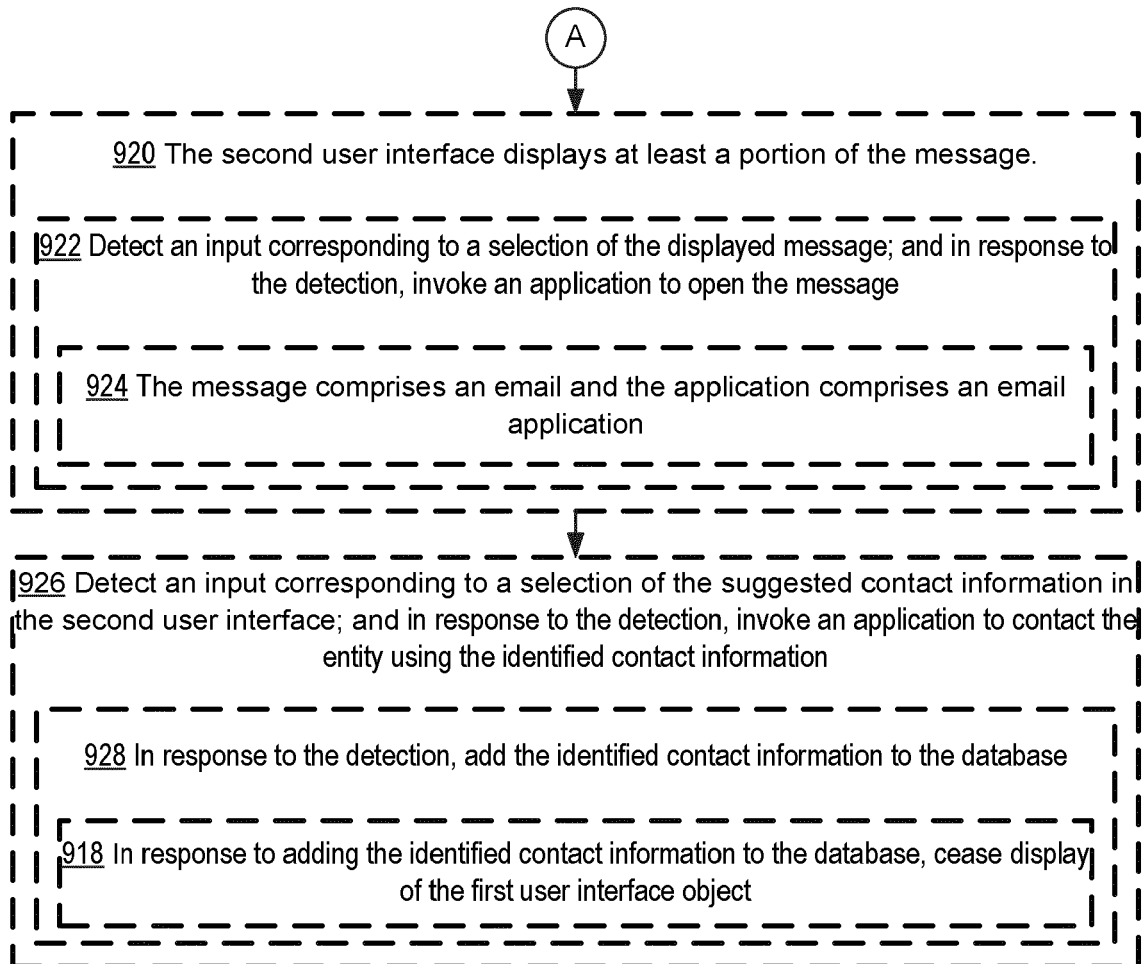 A
920 The second user interface displays at least a portion of the message.
922 Detect an input corresponding to a selection of the displayed message; and in response to
the detection, invoke an application to open the message
924 The message comprises an email and the application comprises an email
application
926 Detect an input corresponding to a selection of the suggested contact information in
the second user interface; and in response to the detection, invoke an application to contact the
entity using the identified contact information
928 In response to the detection, add the identified contact information to the database
918 In response to adding the identified contact information to the database, cease display
of the first user interface object